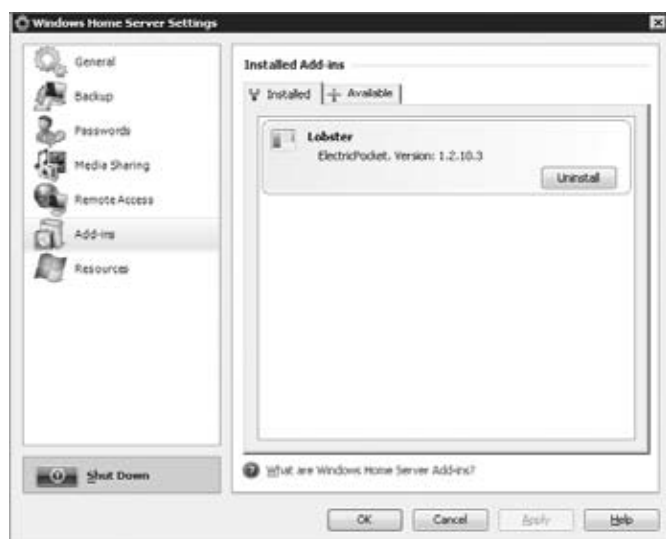 Windows Home Server Settings
General
Backup
Passwords
Media Sharing
Remote Access
Add-ins
Resources
Shut Down
Installed Add-ins
Installed
Available
Lobster
ElectricPocket. Version: 1.2.10.3
Uninstall
What are Windows Home Server Add-ins?
OK
Cancel
Apply
Help